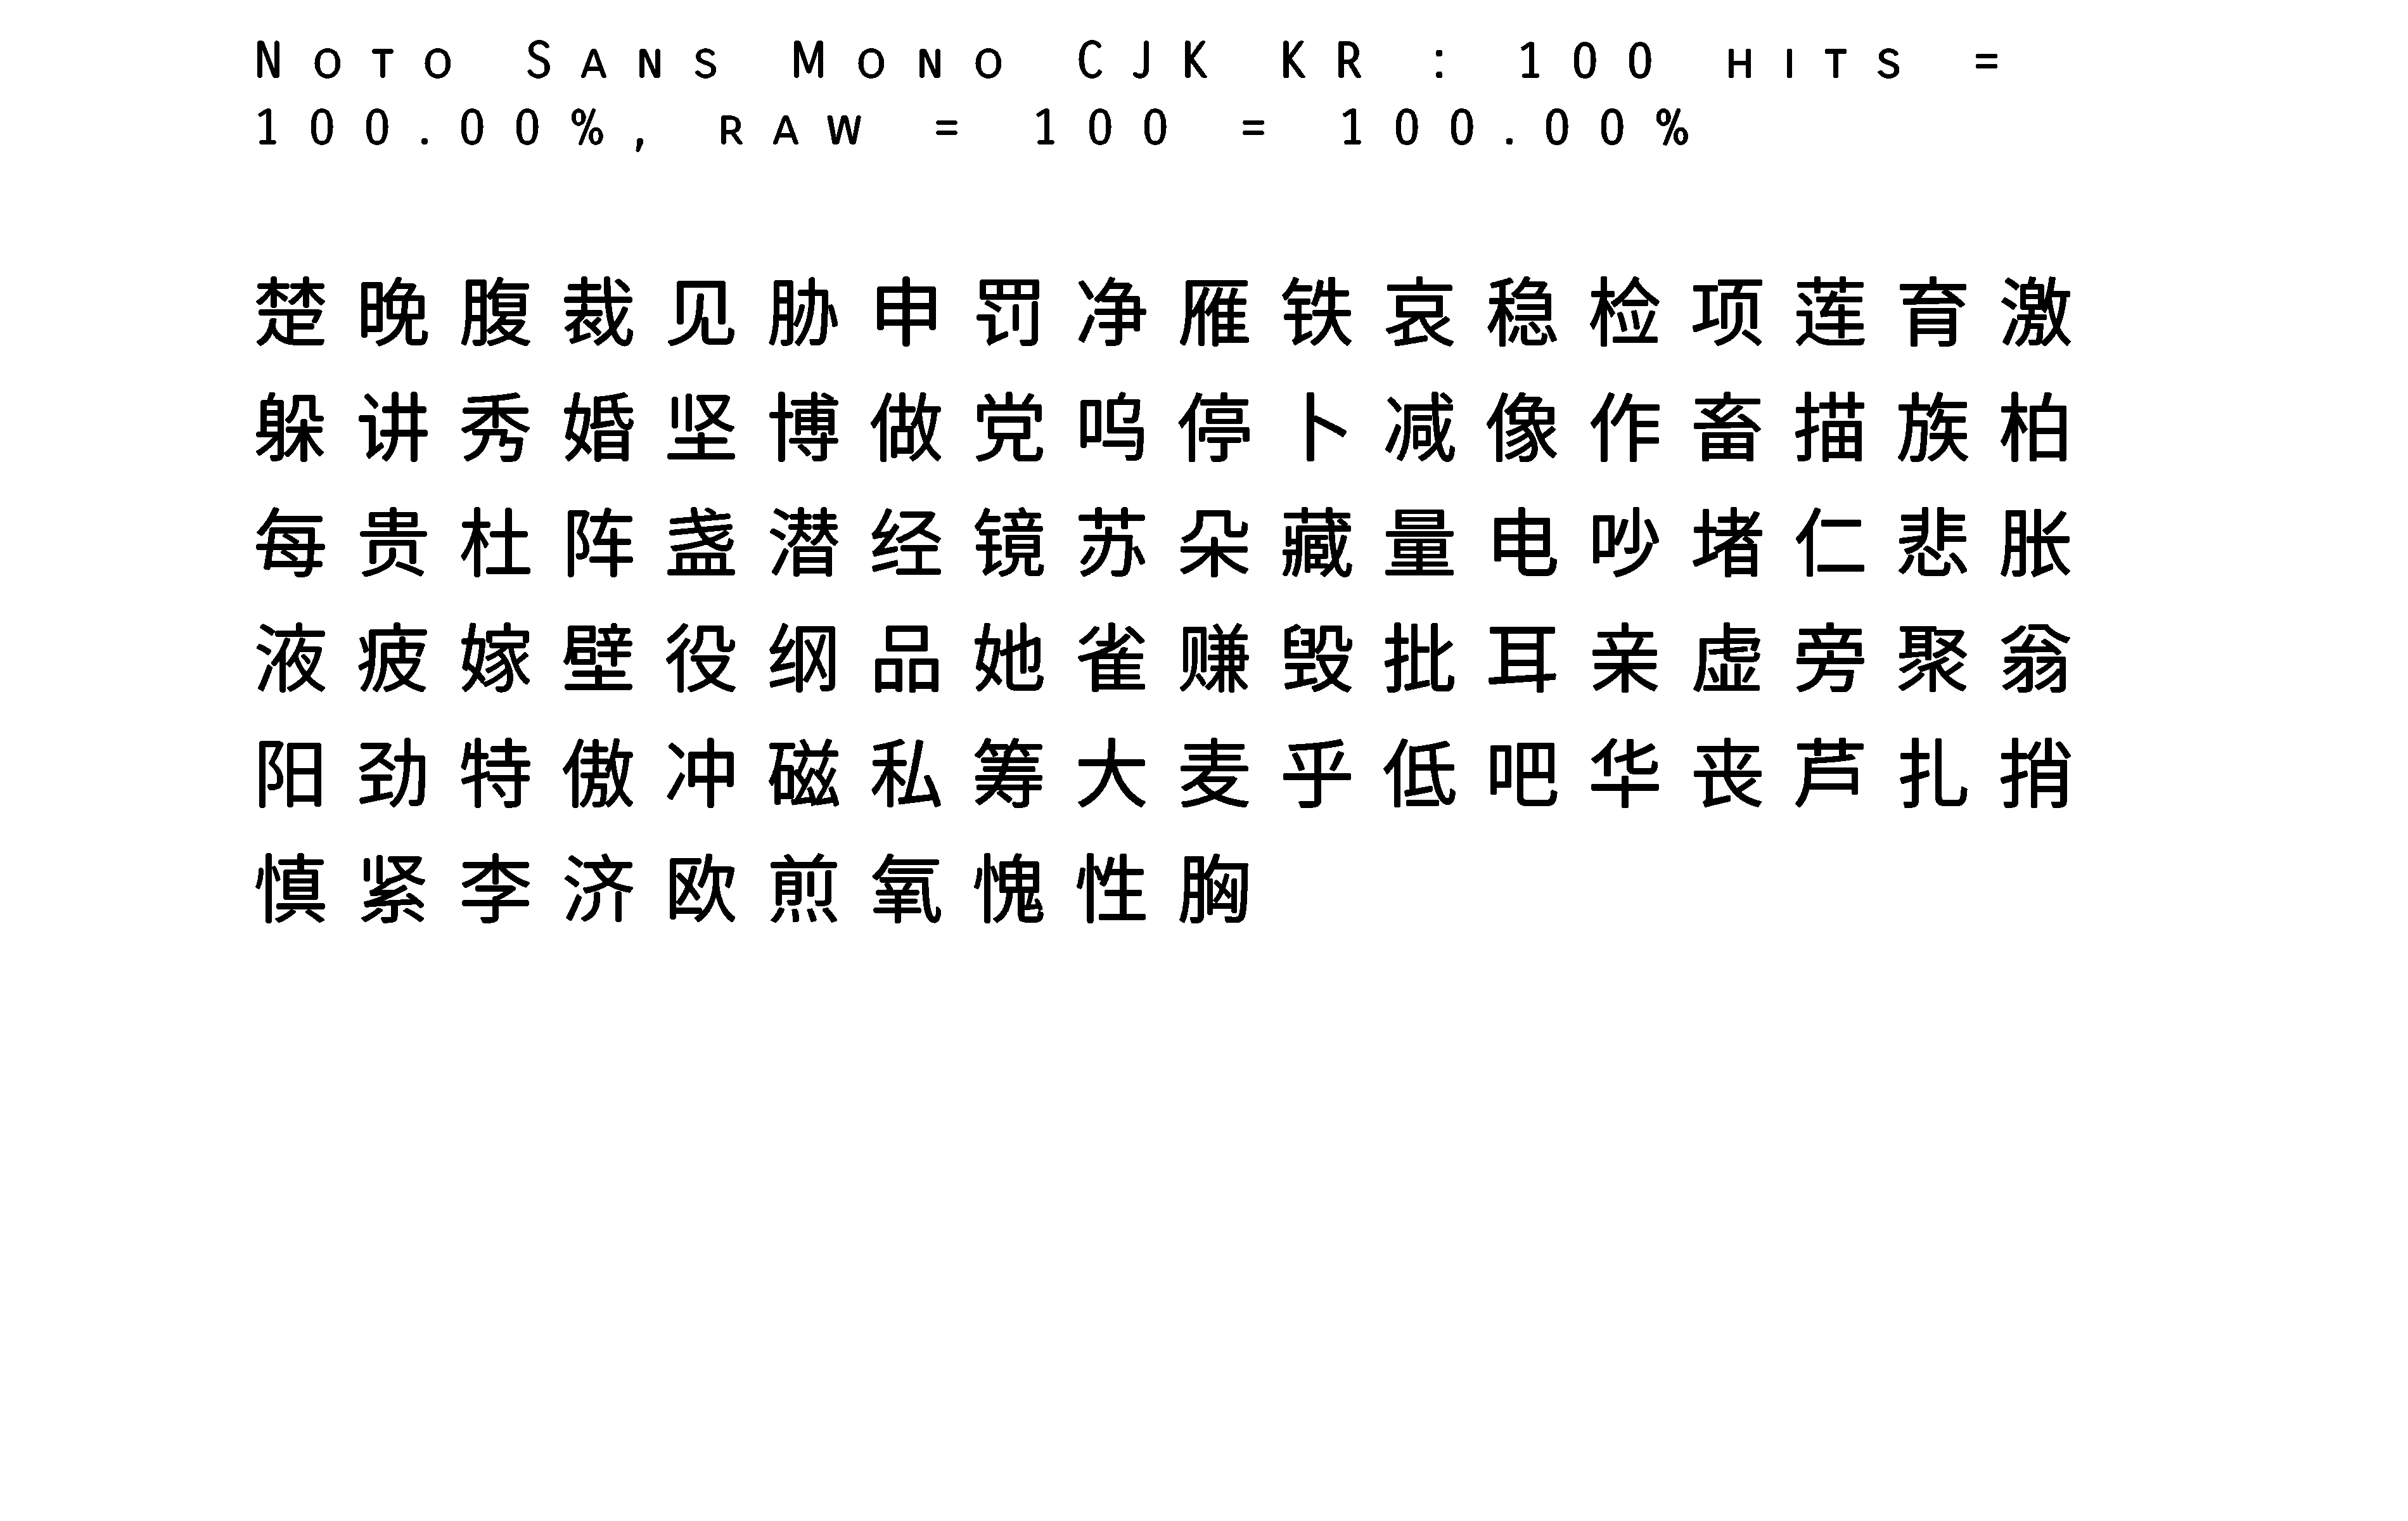 Noto Sans Mono CJK KR : 100 hits =
100.00%, raw = 100 = 100.00%
楚晚腹裁见胁申罚净雁铁哀稳检项莲育激
躲讲秀婚坚博做党呜停卜减像作畜描族柏
每贵杜阵盏潜经镜苏朵藏量电吵堵仁悲胀
液疲嫁壁役纲品她雀赚毁批耳亲虚旁聚翁
阳劲特傲冲磁私筹大麦乎低吧华丧芦扎捎
慎紧李济欧煎氧愧性胸